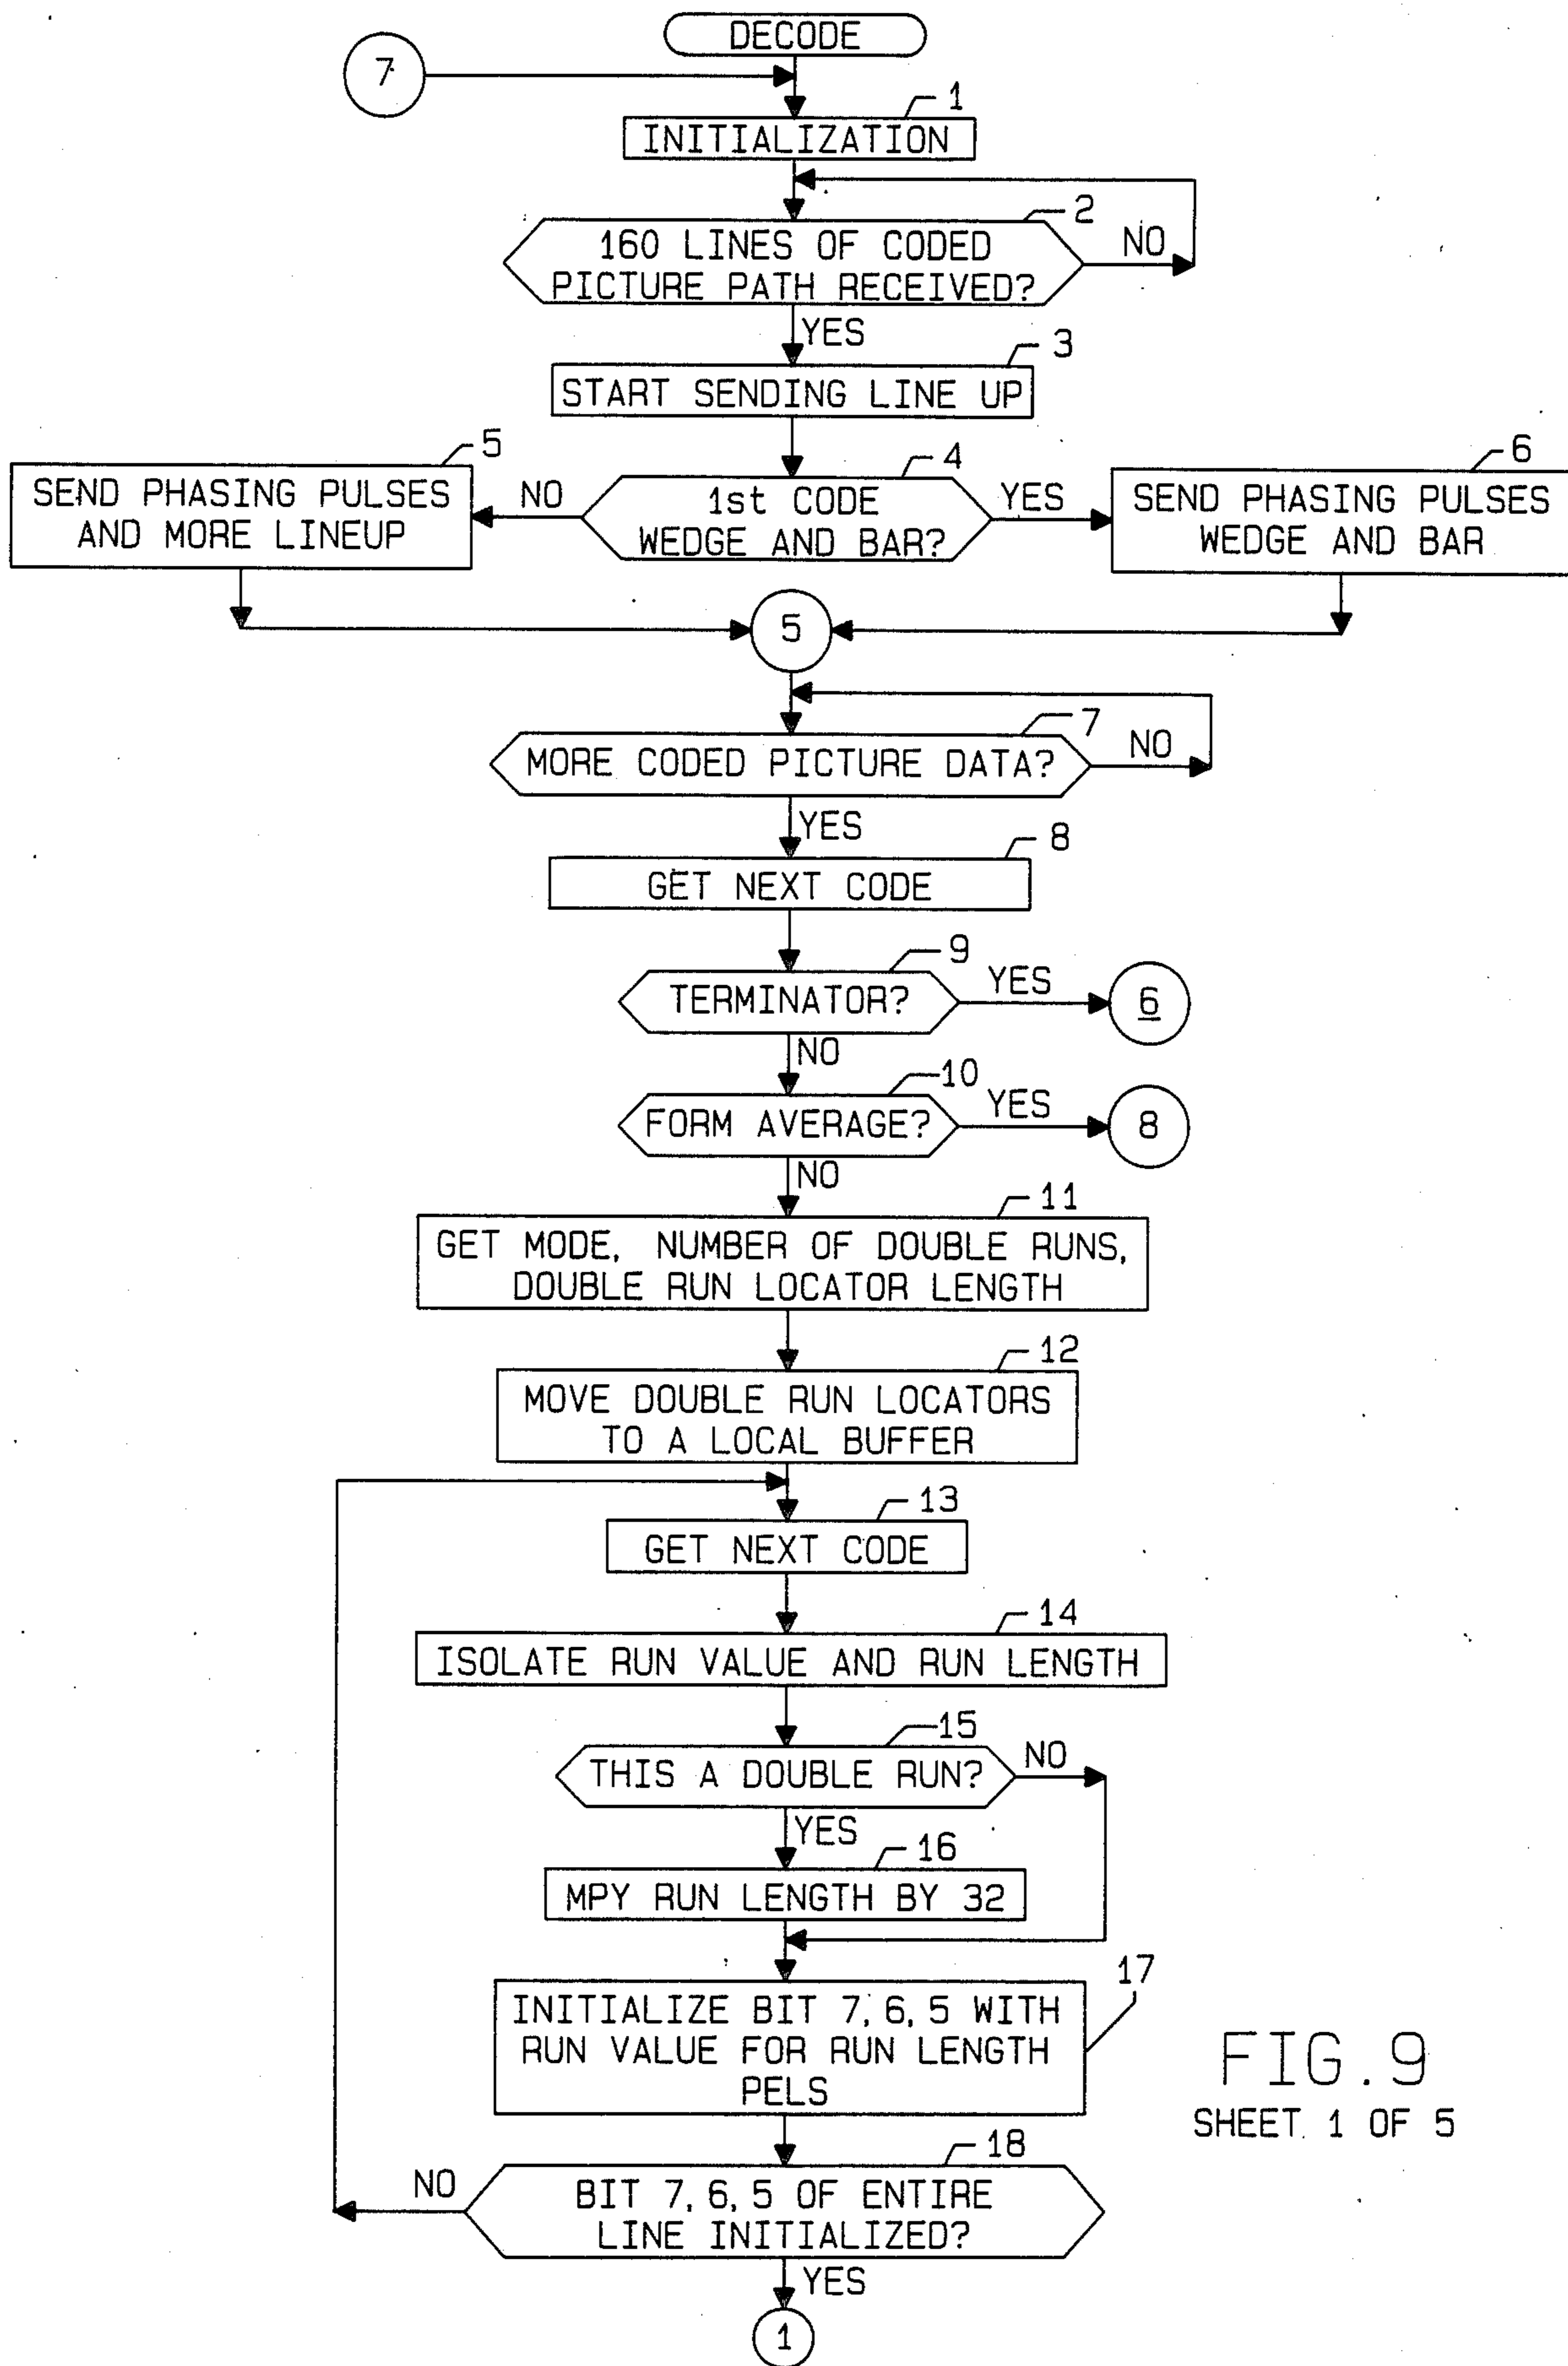 DECODE
7
1
INITIALIZATION
2
160 LINES OF CODED
PICTURE PATH RECEIVED?
NO
YES
3
START SENDING LINE UP
5
SEND PHASING PULSES
AND MORE LINEUP
NO
4
1st CODE
WEDGE AND BAR?
YES
6
SEND PHASING PULSES
WEDGE AND BAR
5
7
MORE CODED PICTURE DATA?
NO
YES
8
GET NEXT CODE
9
TERMINATOR?
YES
6
NO
10
FORM AVERAGE?
YES
8
NO
11
GET MODE, NUMBER OF DOUBLE RUNS,
DOUBLE RUN LOCATOR LENGTH
12
MOVE DOUBLE RUN LOCATORS
TO A LOCAL BUFFER
13
GET NEXT CODE
14
ISOLATE RUN VALUE AND RUN LENGTH
15
THIS A DOUBLE RUN?
NO
YES
16
MPY RUN LENGTH BY 32
17
INITIALIZE BIT 7, 6, 5 WITH
RUN VALUE FOR RUN LENGTH
PELS
18
BIT 7, 6, 5 OF ENTIRE
LINE INITIALIZED?
NO
YES
1
FIG. 9
SHEET. 1 OF 5